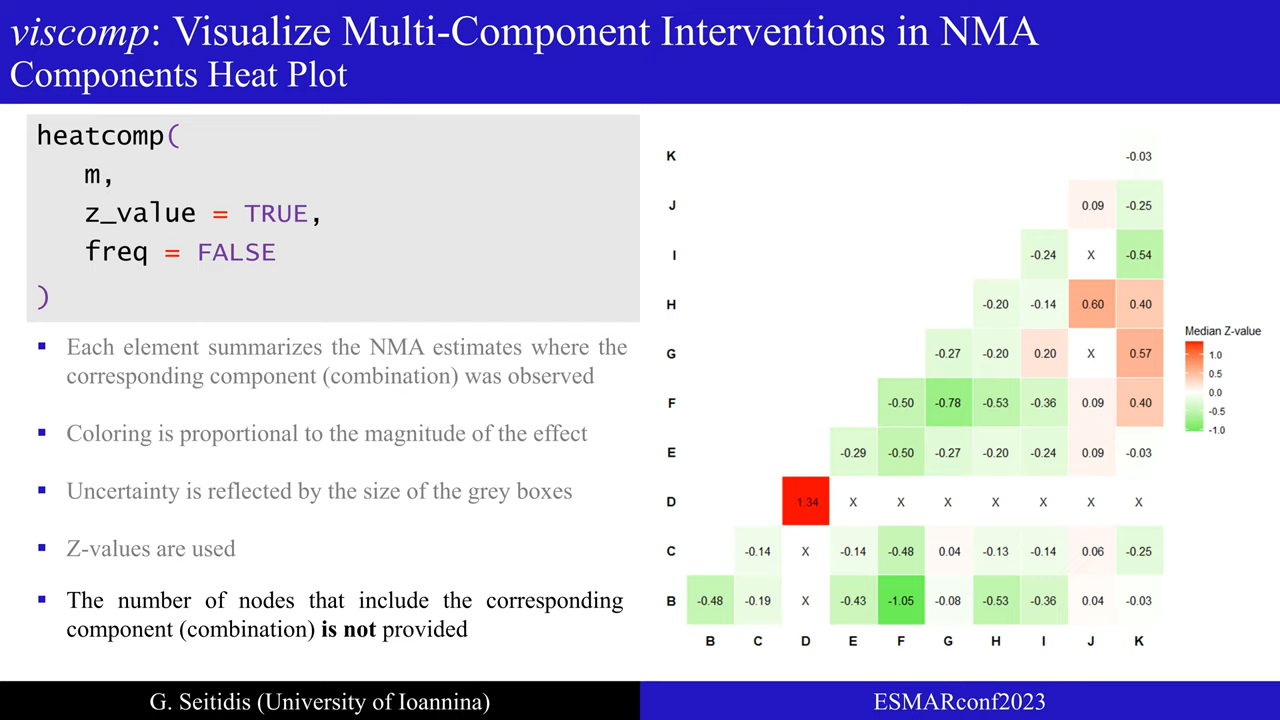 viscomp: Visualize Multi-Component Interventions in NMA
Components Heat Plot
heatcomp(
m,
z_value = TRUE,
freq = FALSE
)
▪ Each element summarizes the NMA estimates where the
corresponding component (combination) was observed
▪ Coloring is proportional to the magnitude of the effect
▪ Uncertainty is reflected by the size of the grey boxes
▪ Z-values are used
▪ The number of nodes that include the corresponding
component (combination) is not provided
K -0.03
J 0.09 -0.25
I -0.24 X -0.54
H -0.20 -0.14 0.60 0.40
G -0.27 -0.20 0.20 X 0.57
F -0.50 -0.78 -0.53 -0.36 0.09 0.40
E -0.29 -0.50 -0.27 -0.20 -0.24 0.09 -0.03
D 1.34 X X X X X X X
C -0.14 X -0.14 -0.48 0.04 -0.13 -0.14 0.06 -0.25
B -0.48 -0.19 X -0.43 -1.05 -0.08 -0.53 -0.36 0.04 -0.03
B C D E F G H I J K
Median Z-value
1.0
0.5
0.0
-0.5
-1.0
G. Seitidis (University of Ioannina)
ESMARconf2023